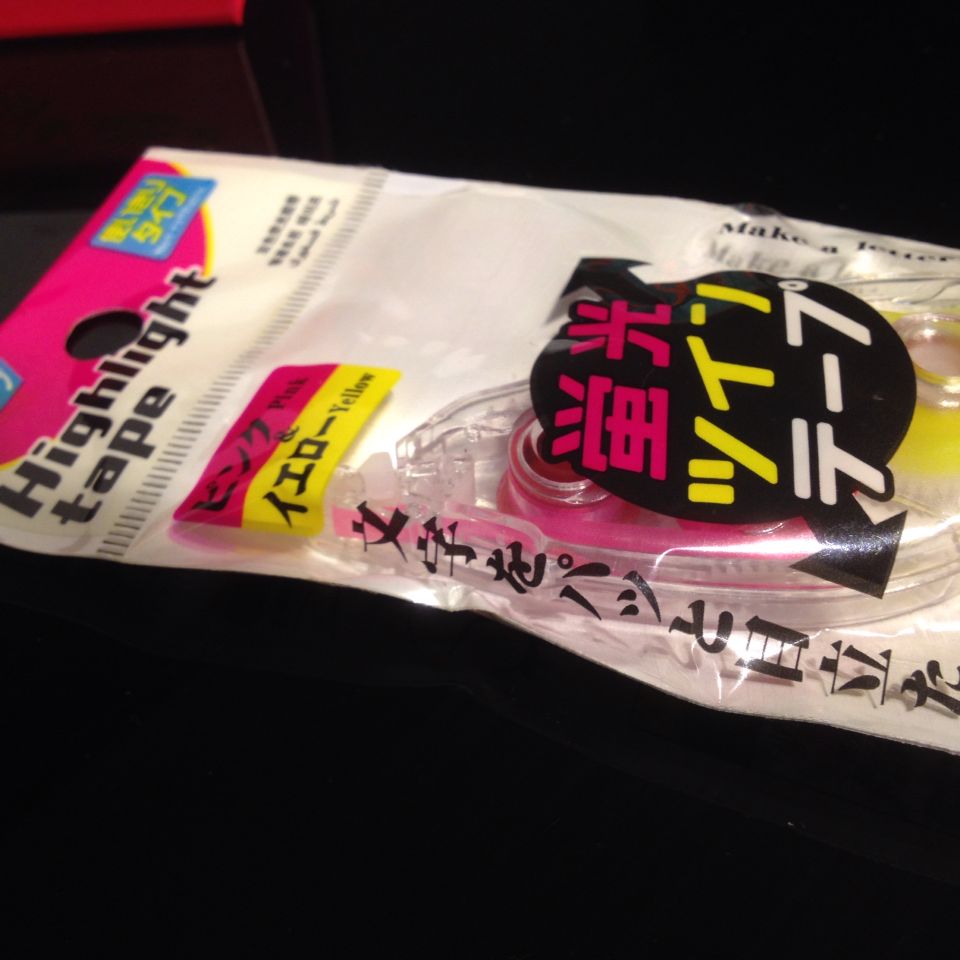 使い切り
タイプ
Highlight
tape
ピンク Pink
&
イエロー Yellow
Make a letter
蛍光
ツイン
テープ
文字をパッと目立た